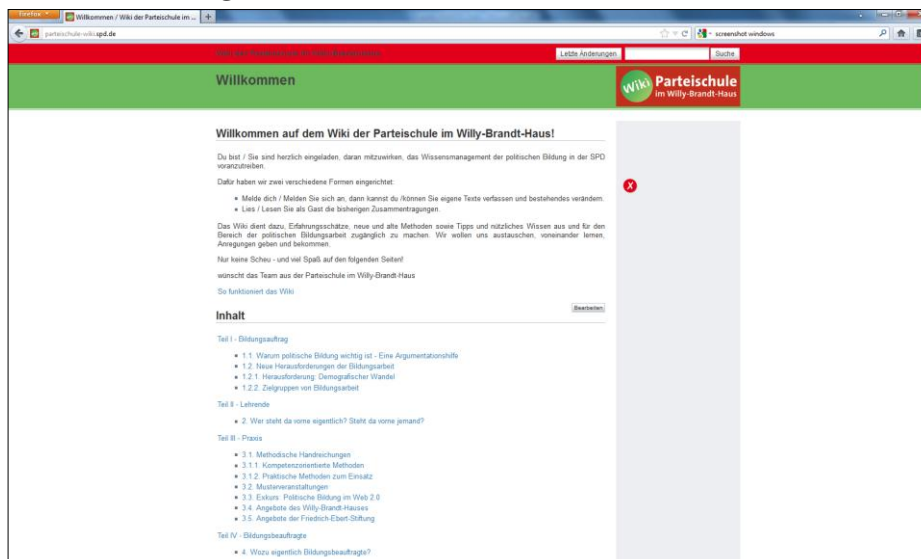 Firefox
Willkommen / Wiki der Parteischule im ...
parteischule-wiki.spd.de
screenshot windows
Wiki der Parteischule im Willy-Brandt-Haus
Letzte Änderungen
Suche
Willkommen
Wiki Parteischule
im Willy-Brandt-Haus
Willkommen auf dem Wiki der Parteischule im Willy-Brandt-Haus!
Du bist / Sie sind herzlich eingeladen, daran mitzuwirken, das Wissensmanagement der politischen Bildung in der SPD
voranzutreiben.
Dafür haben wir zwei verschiedene Formen eingerichtet:
Melde dich / Melden Sie sich an, dann kannst du /können Sie eigene Texte verfassen und bestehendes verändern.
Lies / Lesen Sie als Gast die bisherigen Zusammentragungen.
X
Das Wiki dient dazu, Erfahrungsschätze, neue und alte Methoden sowie Tipps und nützliches Wissen aus und für den
Bereich der politischen Bildungsarbeit zugänglich zu machen. Wir wollen uns austauschen, voneinander lernen,
Anregungen geben und bekommen.
Nur keine Scheu - und viel Spaß auf den folgenden Seiten!
wünscht das Team aus der Parteischule im Willy-Brandt-Haus
So funktioniert das Wiki
Bearbeiten
Inhalt
Teil I - Bildungsauftrag
1.1. Warum politische Bildung wichtig ist - Eine Argumentationshilfe
1.2. Neue Herausforderungen der Bildungsarbeit
1.2.1. Herausforderung: Demografischer Wandel
1.2.2. Zielgruppen von Bildungsarbeit
Teil II - Lehrende
2. Wer steht da vorne eigentlich? Steht da vorne jemand?
Teil III - Praxis
3.1. Methodische Handreichungen
3.1.1. Kompetenzorientierte Methoden
3.1.2. Praktische Methoden zum Einsatz
3.2. Musterveranstaltungen
3.3. Exkurs: Politische Bildung im Web 2.0
3.4. Angebote des Willy-Brandt-Hauses
3.5. Angebote der Friedrich-Ebert-Stiftung
Teil IV - Bildungsbeauftragte
4. Wozu eigentlich Bildungsbeauftragte?